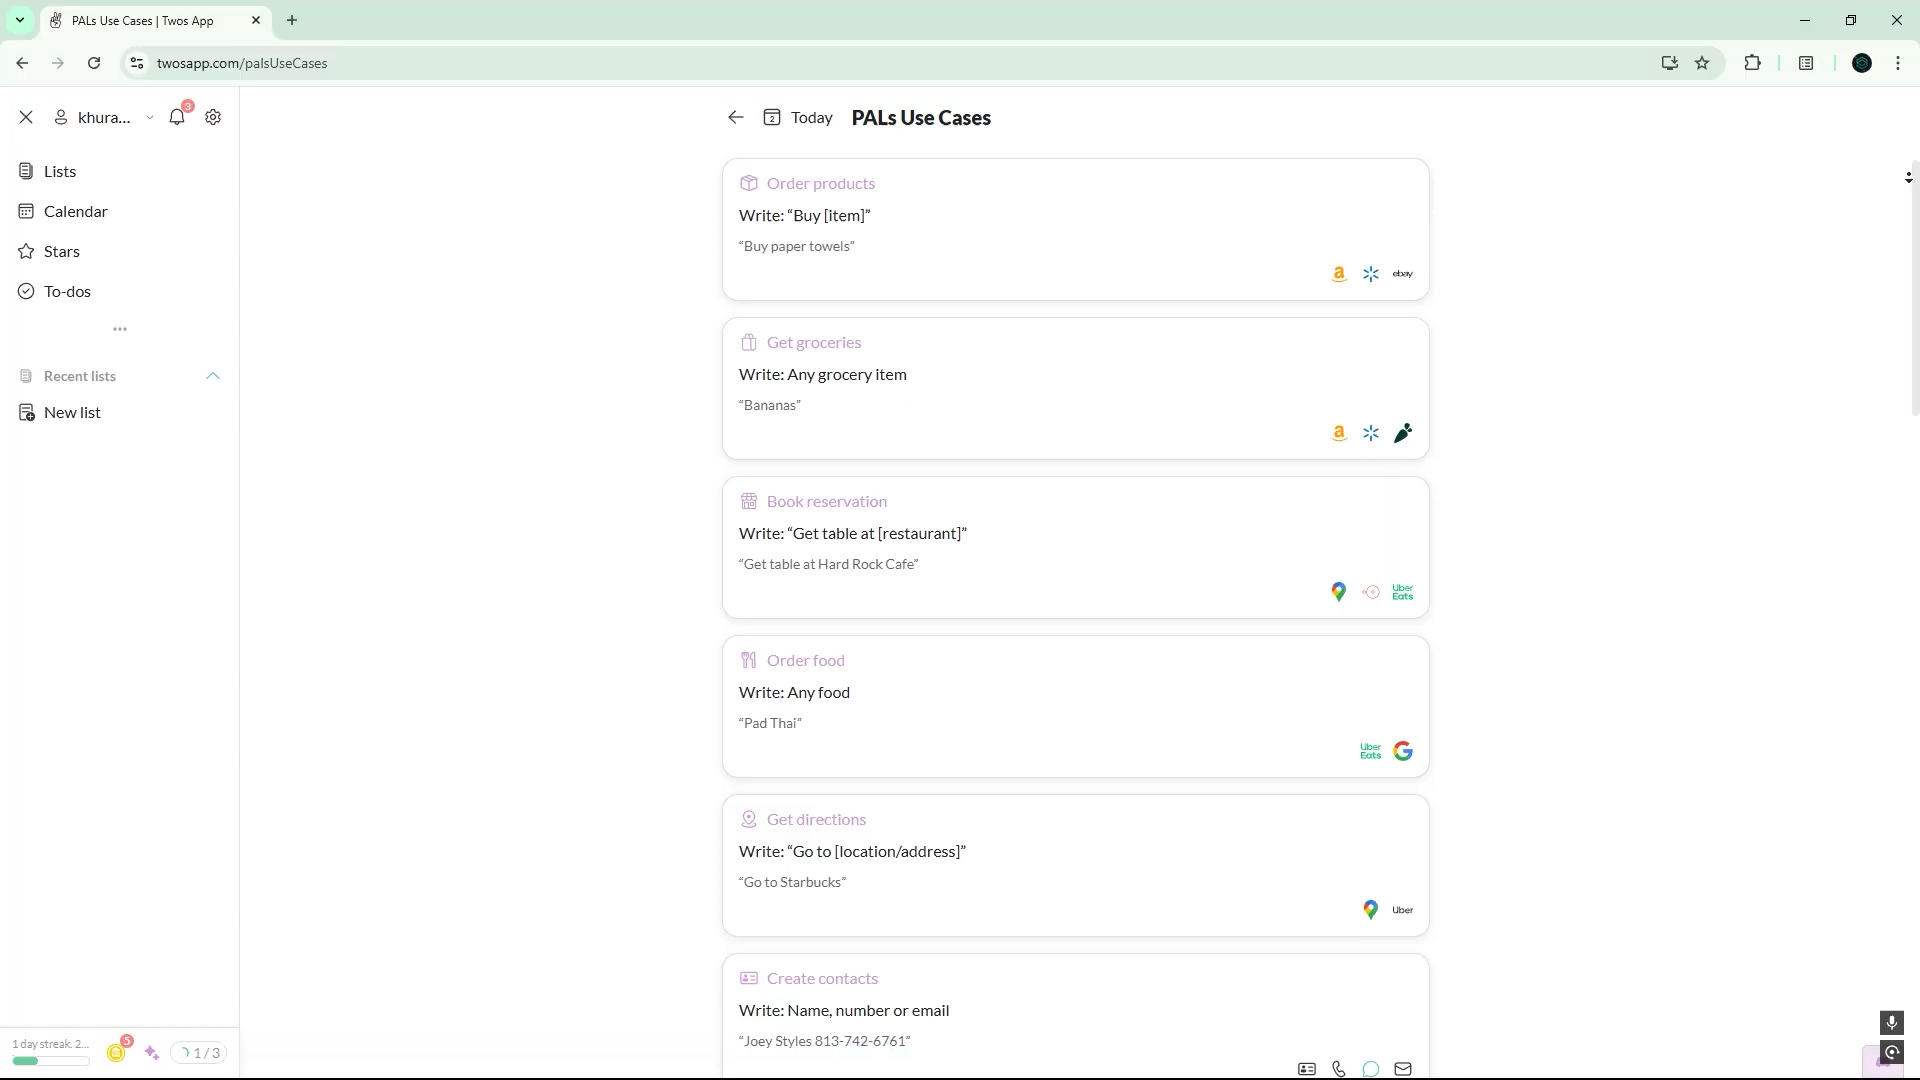 PALs Use Cases | Twos App
twosapp.com/palsUseCases
khura...
3
Lists
Calendar
Stars
To-dos
Recent lists
New list
1 day streak. 2...
5
1 / 3
2
Today
PALs Use Cases
Order products
Write: “Buy [item]”
“Buy paper towels”
a
ebay
Get groceries
Write: Any grocery item
“Bananas”
a
Book reservation
Write: “Get table at [restaurant]”
“Get table at Hard Rock Cafe”
Uber
Eats
Order food
Write: Any food
“Pad Thai”
Uber
Eats
G
Get directions
Write: “Go to [location/address]”
“Go to Starbucks”
Uber
Create contacts
Write: Name, number or email
“Joey Styles 813-742-6761”